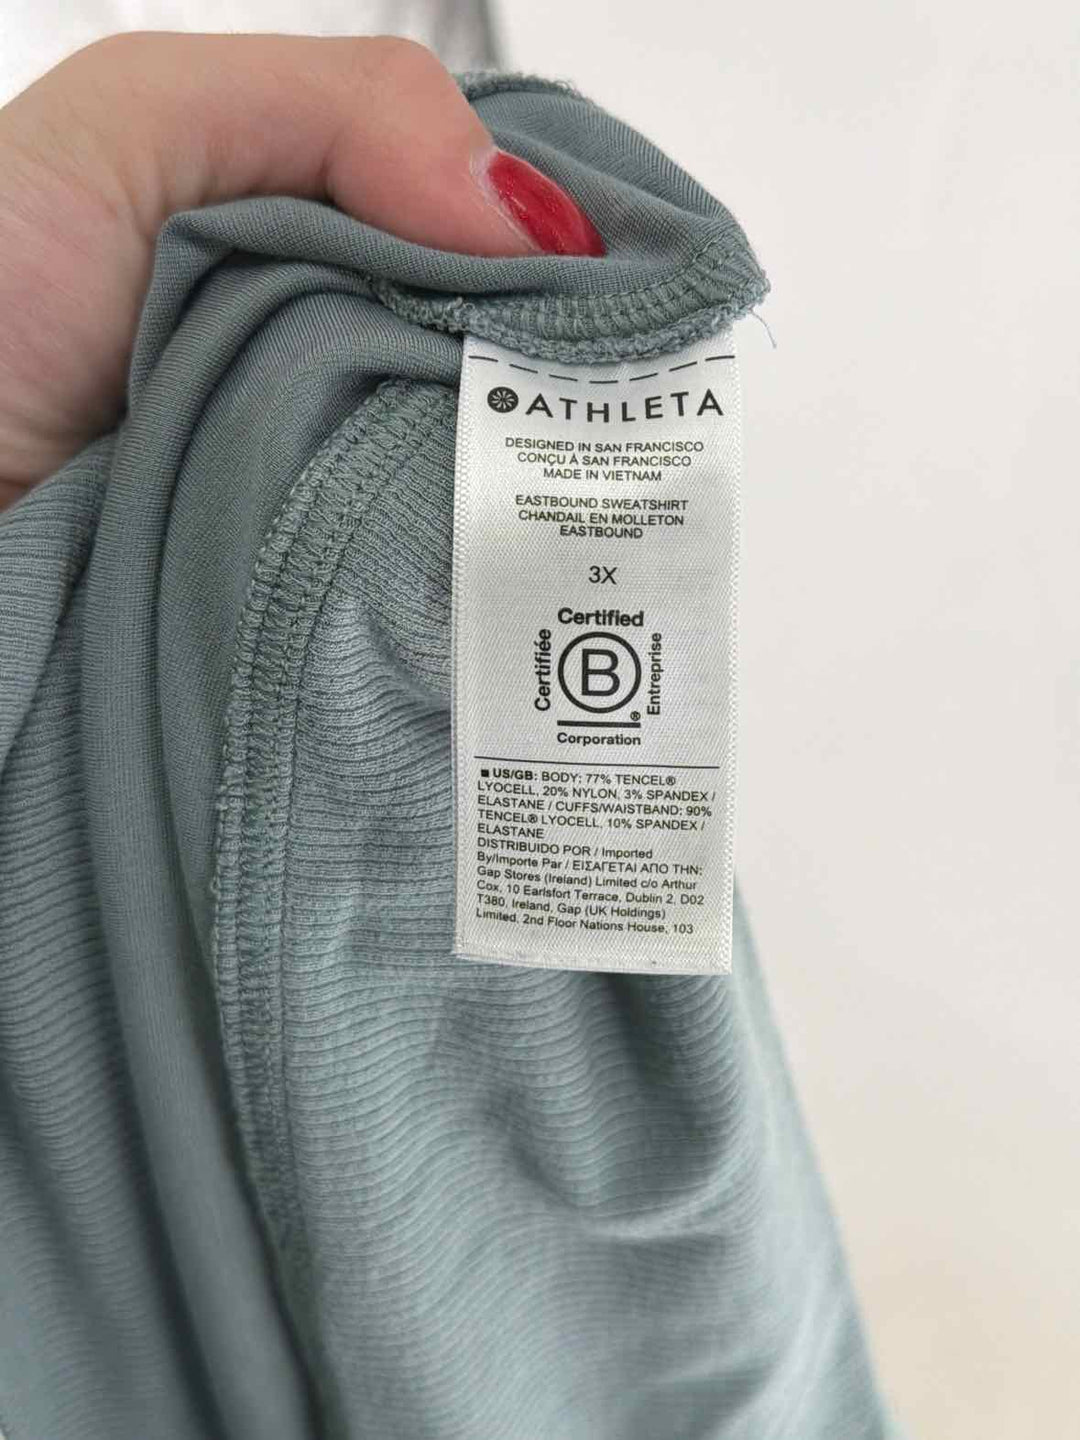 ATHLETA
DESIGNED IN SAN FRANCISCO
CONÇU À SAN FRANCISCO
MADE IN VIETNAM
EASTBOUND SWEATSHIRT
CHANDAIL EN MOLLETON
EASTBOUND
3X
Certified
Certifiée
B
Entreprise
®
Corporation
■ US/GB: BODY: 77% TENCEL®
LYOCELL, 20% NYLON, 3% SPANDEX /
ELASTANE / CUFFS/WAISTBAND: 90%
TENCEL® LYOCELL, 10% SPANDEX /
ELASTANE
DISTRIBUIDO POR / Imported
By/Importe Par / ΕΙΣΑΓΕΤΑΙ ΑΠΟ ΤΗΝ:
Gap Stores (Ireland) Limited c/o Arthur
Cox, 10 Earlsfort Terrace, Dublin 2, D02
T380, Ireland, Gap (UK Holdings)
Limited, 2nd Floor Nations House, 103